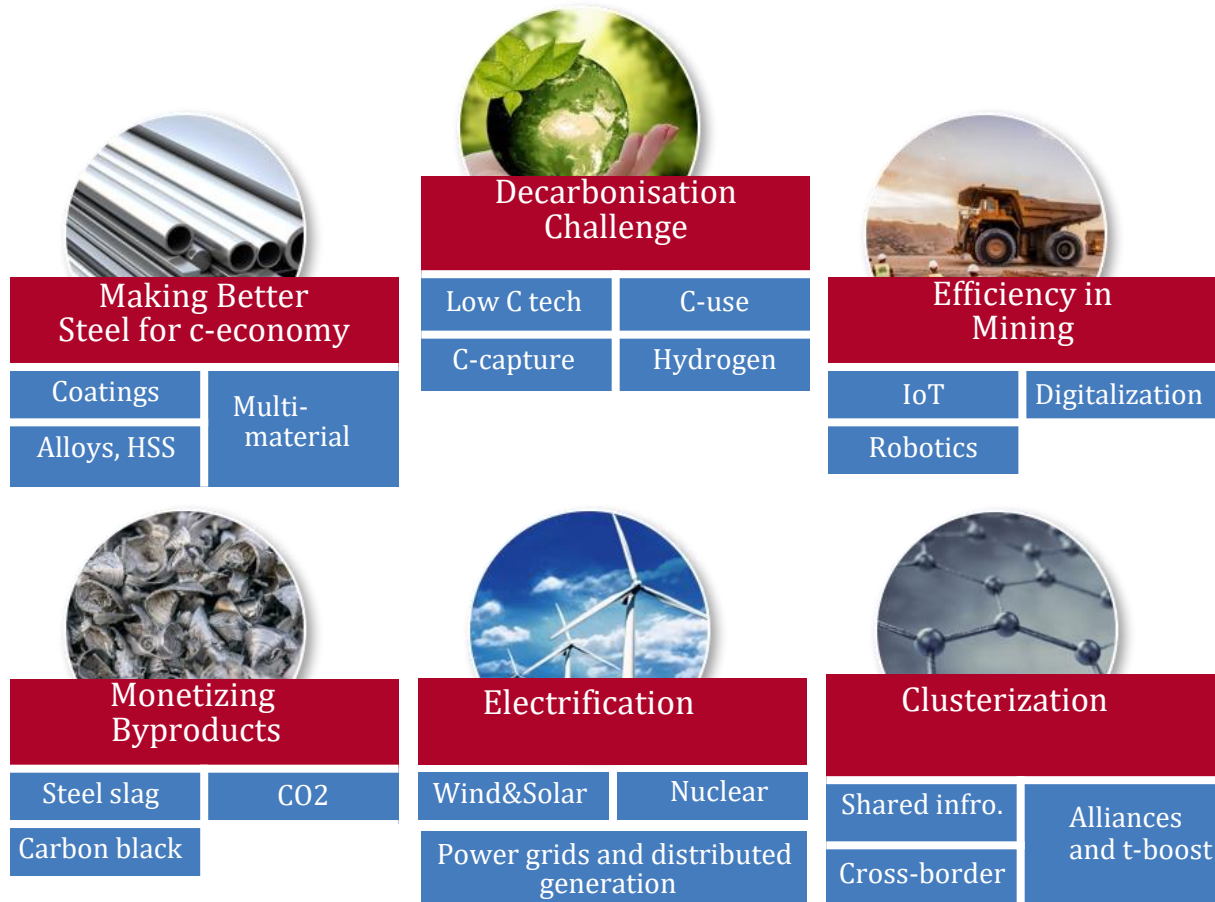 Making Better
Steel for c-economy
Coatings
Alloys, HSS
Multi-
material
Decarbonisation
Challenge
Low C tech
C-use
C-capture
Hydrogen
Efficiency in
Mining
IoT
Digitalization
Robotics
Monetizing
Byproducts
Steel slag
CO2
Carbon black
Electrification
Wind&Solar
Nuclear
Power grids and distributed
generation
Clusterization
Shared infro.
Cross-border
Alliances
and t-boost